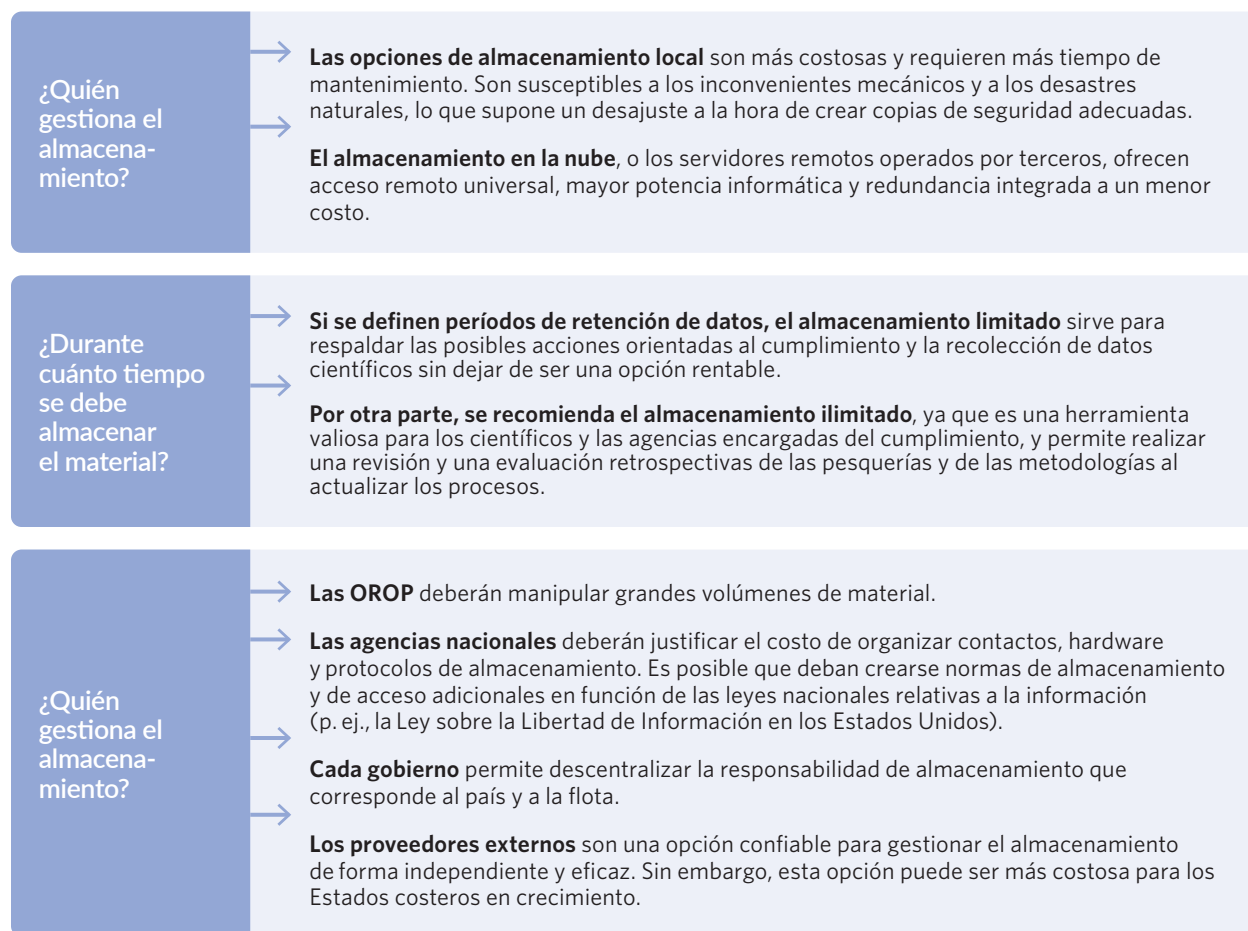 ¿Quién
gestiona el
almacena-
miento?
Las opciones de almacenamiento local son más costosas y requieren más tiempo de
mantenimiento. Son susceptibles a los inconvenientes mecánicos y a los desastres
naturales, lo que supone un desajuste a la hora de crear copias de seguridad adecuadas.
El almacenamiento en la nube, o los servidores remotos operados por terceros, ofrecen
acceso remoto universal, mayor potencia informática y redundancia integrada a un menor
costo.
¿Durante
cuánto tiempo
se debe
almacenar
el material?
Si se definen períodos de retención de datos, el almacenamiento limitado sirve para
respaldar las posibles acciones orientadas al cumplimiento y la recolección de datos
científicos sin dejar de ser una opción rentable.
Por otra parte, se recomienda el almacenamiento ilimitado, ya que es una herramienta
valiosa para los científicos y las agencias encargadas del cumplimiento, y permite realizar
una revisión y una evaluación retrospectivas de las pesquerías y de las metodologías al
actualizar los procesos.
¿Quién
gestiona el
almacena-
miento?
Las OROP deberán manipular grandes volúmenes de material.
Las agencias nacionales deberán justificar el costo de organizar contactos, hardware
y protocolos de almacenamiento. Es posible que deban crearse normas de almacenamiento
y de acceso adicionales en función de las leyes nacionales relativas a la información
(p. ej., la Ley sobre la Libertad de Información en los Estados Unidos).
Cada gobierno permite descentralizar la responsabilidad de almacenamiento que
corresponde al país y a la flota.
Los proveedores externos son una opción confiable para gestionar el almacenamiento
de forma independiente y eficaz. Sin embargo, esta opción puede ser más costosa para los
Estados costeros en crecimiento.